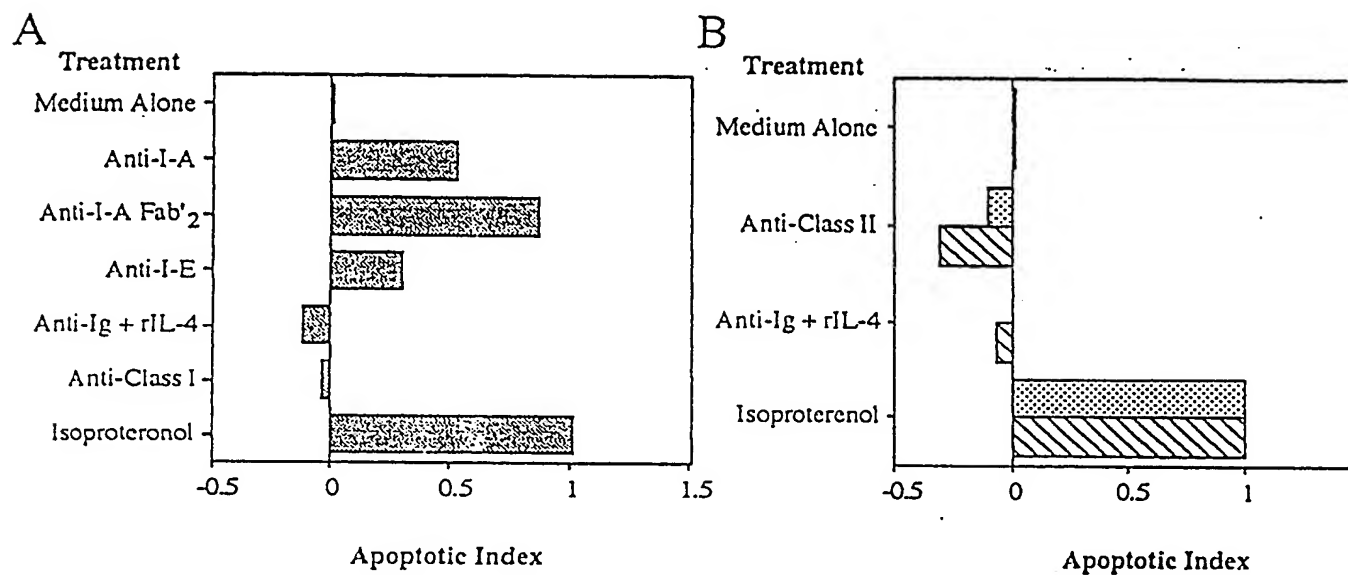 A
Treatment
Medium Alone
Anti-I-A
Anti-I-A Fab'2
Anti-I-E
Anti-Ig + rIL-4
Anti-Class I
Isoproteronol
-0.5 0 0.5 1 1.5
Apoptotic Index
B
Treatment
Medium Alone
Anti-Class II
Anti-Ig + rIL-4
Isoproterenol
-0.5 0 0.5 1
Apoptotic Index